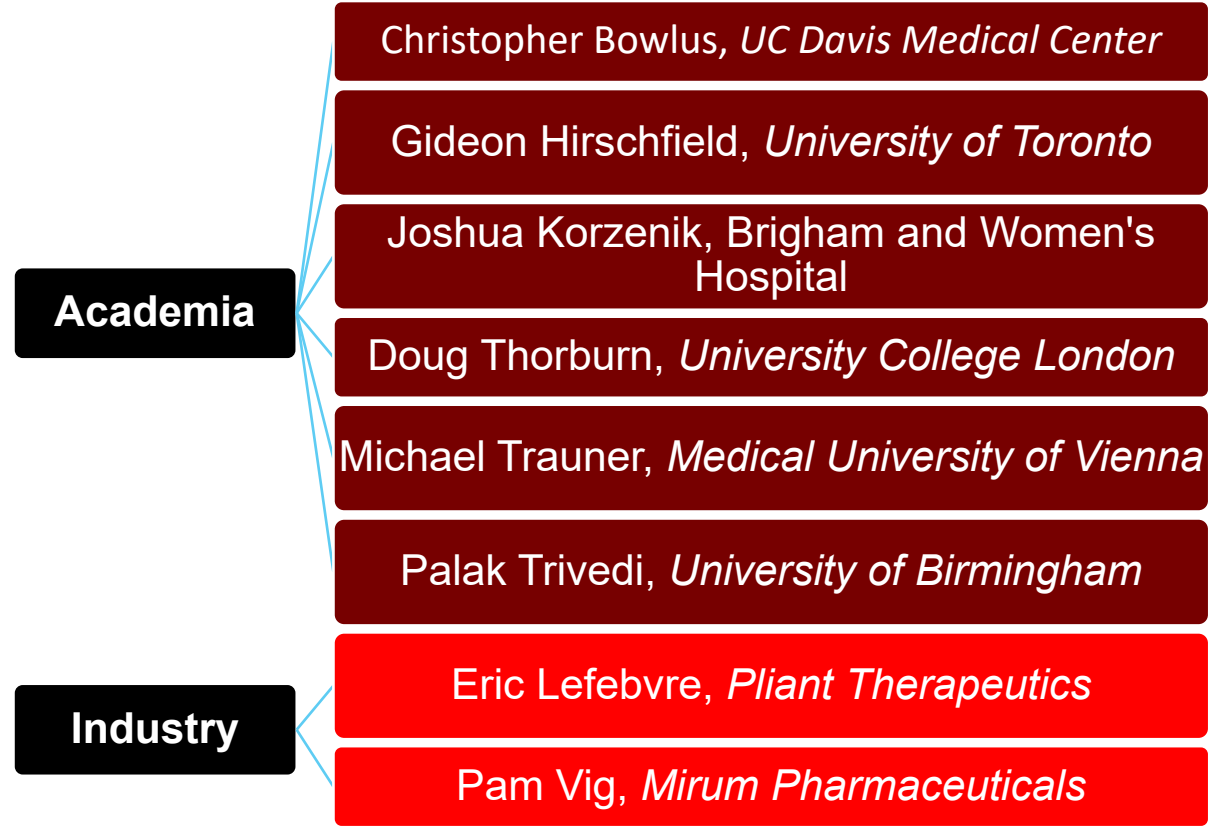 Christopher Bowlus, UC Davis Medical Center
Gideon Hirschfield, University of Toronto
Joshua Korzenik, Brigham and Women's
Hospital
Academia
Doug Thorburn, University College London
Michael Trauner, Medical University of Vienna
Palak Trivedi, University of Birmingham
Eric Lefebvre, Pliant Therapeutics
Industry
Pam Vig, Mirum Pharmaceuticals